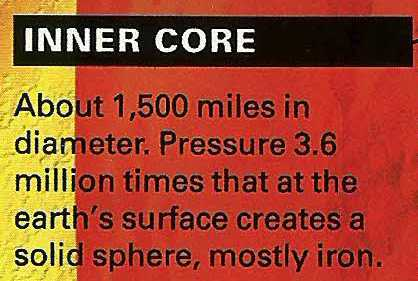 INNER CORE
About 1,500 miles in
diameter. Pressure 3.6
million times that at the
earth's surface creates a
solid sphere, mostly iron.